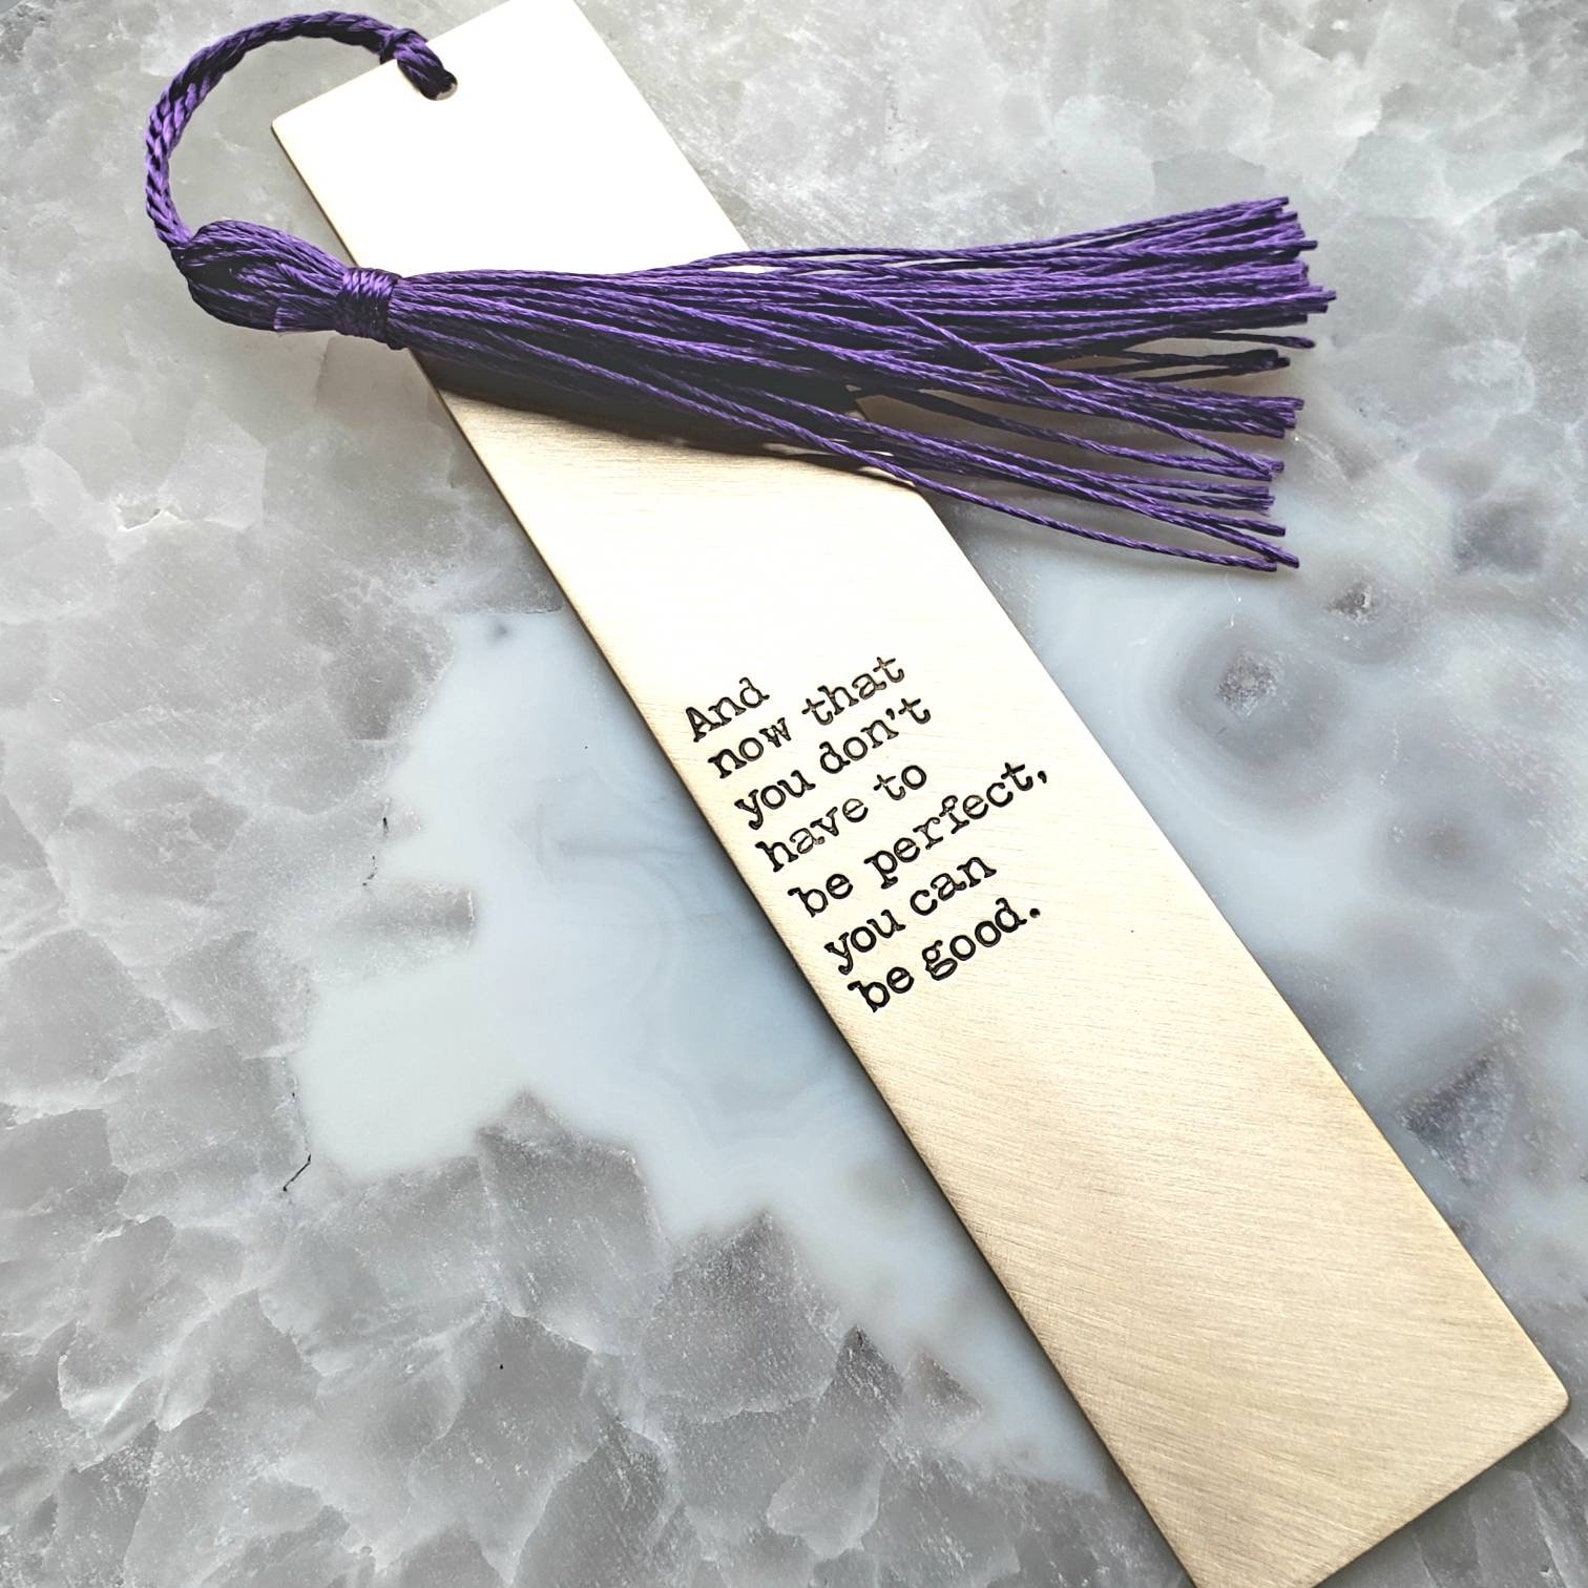 And
now that
you don't
have to
be perfect,
you can
be good.